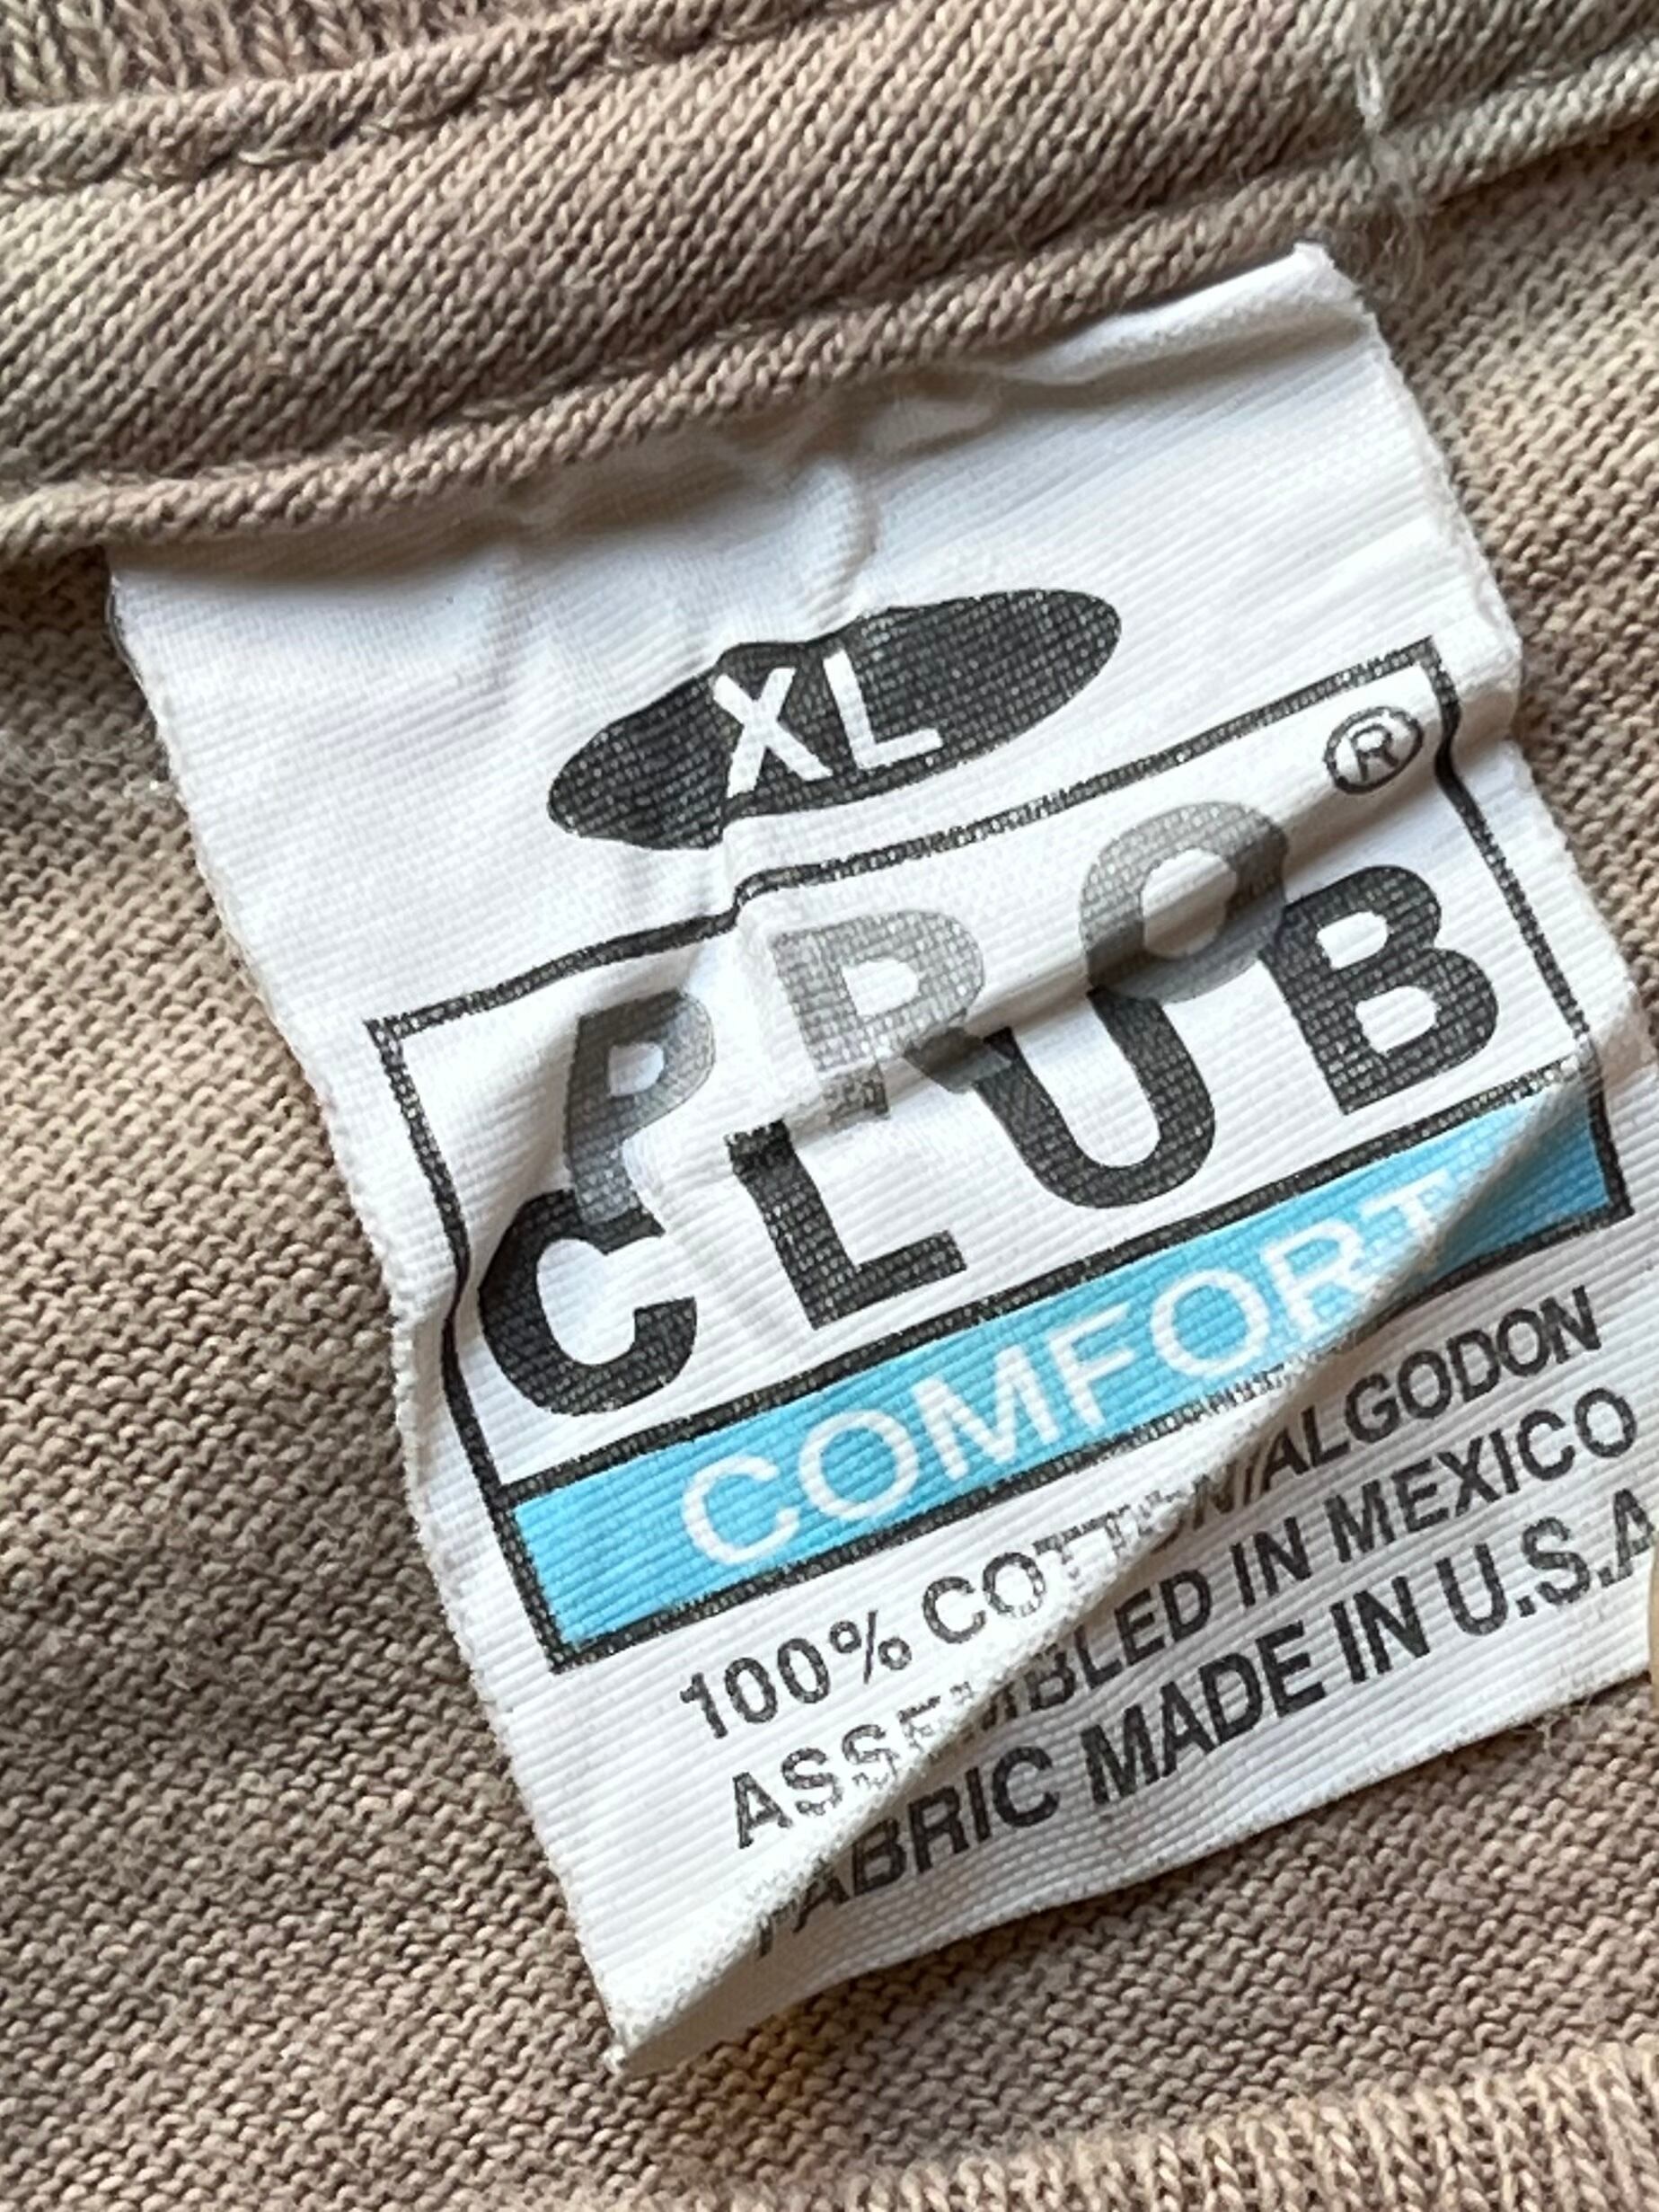 XL
®
PRO
CLUB
COMFORT
100% COTTON/ALGODON
ASSEMBLED IN MEXICO
FABRIC MADE IN U.S.A